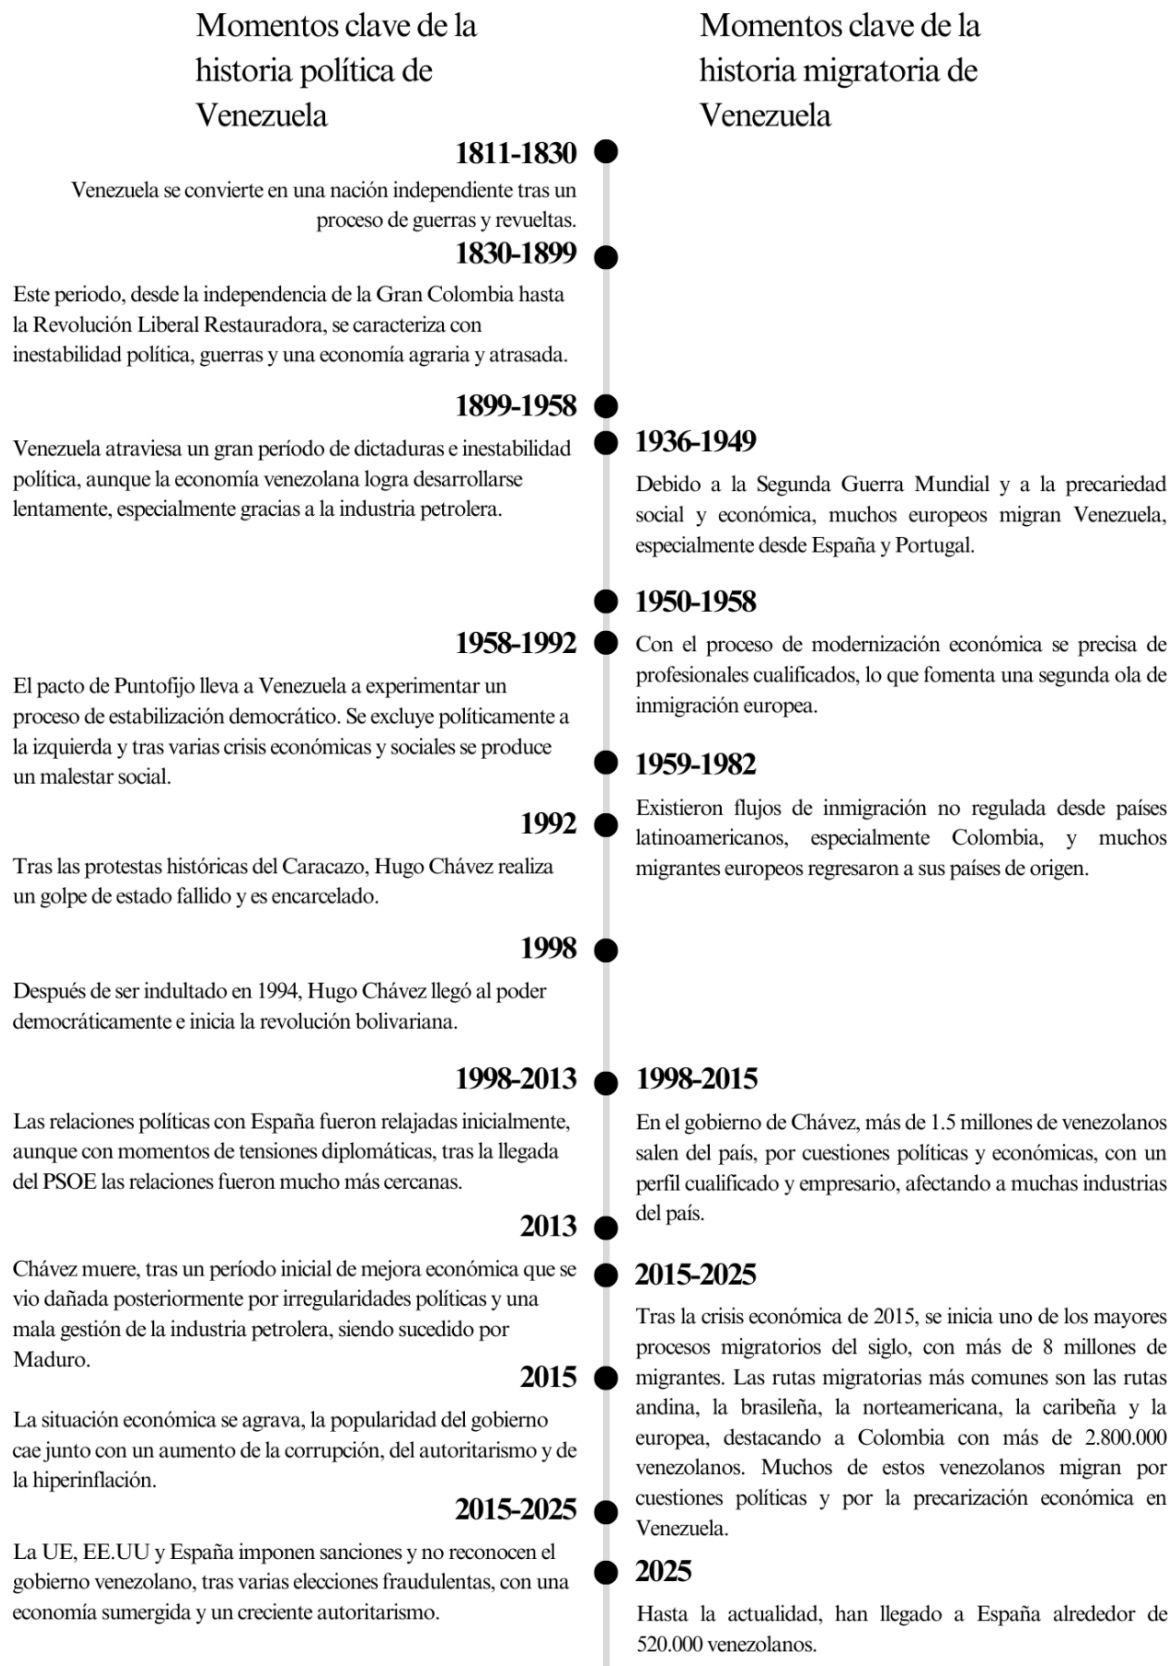 Momentos clave de la
historia política de
Venezuela
1811-1830
Venezuela se convierte en una nación independiente tras un
proceso de guerras y revueltas.
1830-1899
Este periodo, desde la independencia de la Gran Colombia hasta
la Revolución Liberal Restauradora, se caracteriza con
inestabilidad política, guerras y una economía agraria y atrasada.
1899-1958
Venezuela atraviesa un gran período de dictaduras e inestabilidad
política, aunque la economía venezolana logra desarrollarse
lentamente, especialmente gracias a la industria petrolera.
1958-1992
El pacto de Puntofijo lleva a Venezuela a experimentar un
proceso de estabilización democrático. Se excluye políticamente a
la izquierda y tras varias crisis económicas y sociales se produce
un malestar social.
1992
Tras las protestas históricas del Caracazo, Hugo Chávez realiza
un golpe de estado fallido y es encarcelado.
1998
Después de ser indultado en 1994, Hugo Chávez llegó al poder
democráticamente e inicia la revolución bolivariana.
1998-2013
Las relaciones políticas con España fueron relajadas inicialmente,
aunque con momentos de tensiones diplomáticas, tras la llegada
del PSOE las relaciones fueron mucho más cercanas.
2013
Chávez muere, tras un período inicial de mejora económica que se
vio dañada posteriormente por irregularidades políticas y una
mala gestión de la industria petrolera, siendo sucedido por
Maduro.
2015
La situación económica se agrava, la popularidad del gobierno
cae junto con un aumento de la corrupción, del autoritarismo y de
la hiperinflación.
2015-2025
La UE, EE.UU y España imponen sanciones y no reconocen el
gobierno venezolano, tras varias elecciones fraudulentas, con una
economía sumergida y un creciente autoritarismo.
Momentos clave de la
historia migratoria de
Venezuela
1936-1949
Debido a la Segunda Guerra Mundial y a la precariedad
social y económica, muchos europeos migran Venezuela,
especialmente desde España y Portugal.
1950-1958
Con el proceso de modernización económica se precisa de
profesionales cualificados, lo que fomenta una segunda ola de
inmigración europea.
1959-1982
Existieron flujos de inmigración no regulada desde países
latinoamericanos, especialmente Colombia, y muchos
migrantes europeos regresaron a sus países de origen.
1998-2015
En el gobierno de Chávez, más de 1.5 millones de venezolanos
salen del país, por cuestiones políticas y económicas, con un
perfil cualificado y empresario, afectando a muchas industrias
del país.
2015-2025
Tras la crisis económica de 2015, se inicia uno de los mayores
procesos migratorios del siglo, con más de 8 millones de
migrantes. Las rutas migratorias más comunes son las rutas
andina, la brasileña, la norteamericana, la caribeña y la
europea, destacando a Colombia con más de 2.800.000
venezolanos. Muchos de estos venezolanos migran por
cuestiones políticas y por la precarización económica en
Venezuela.
2025
Hasta la actualidad, han llegado a España alrededor de
520.000 venezolanos.